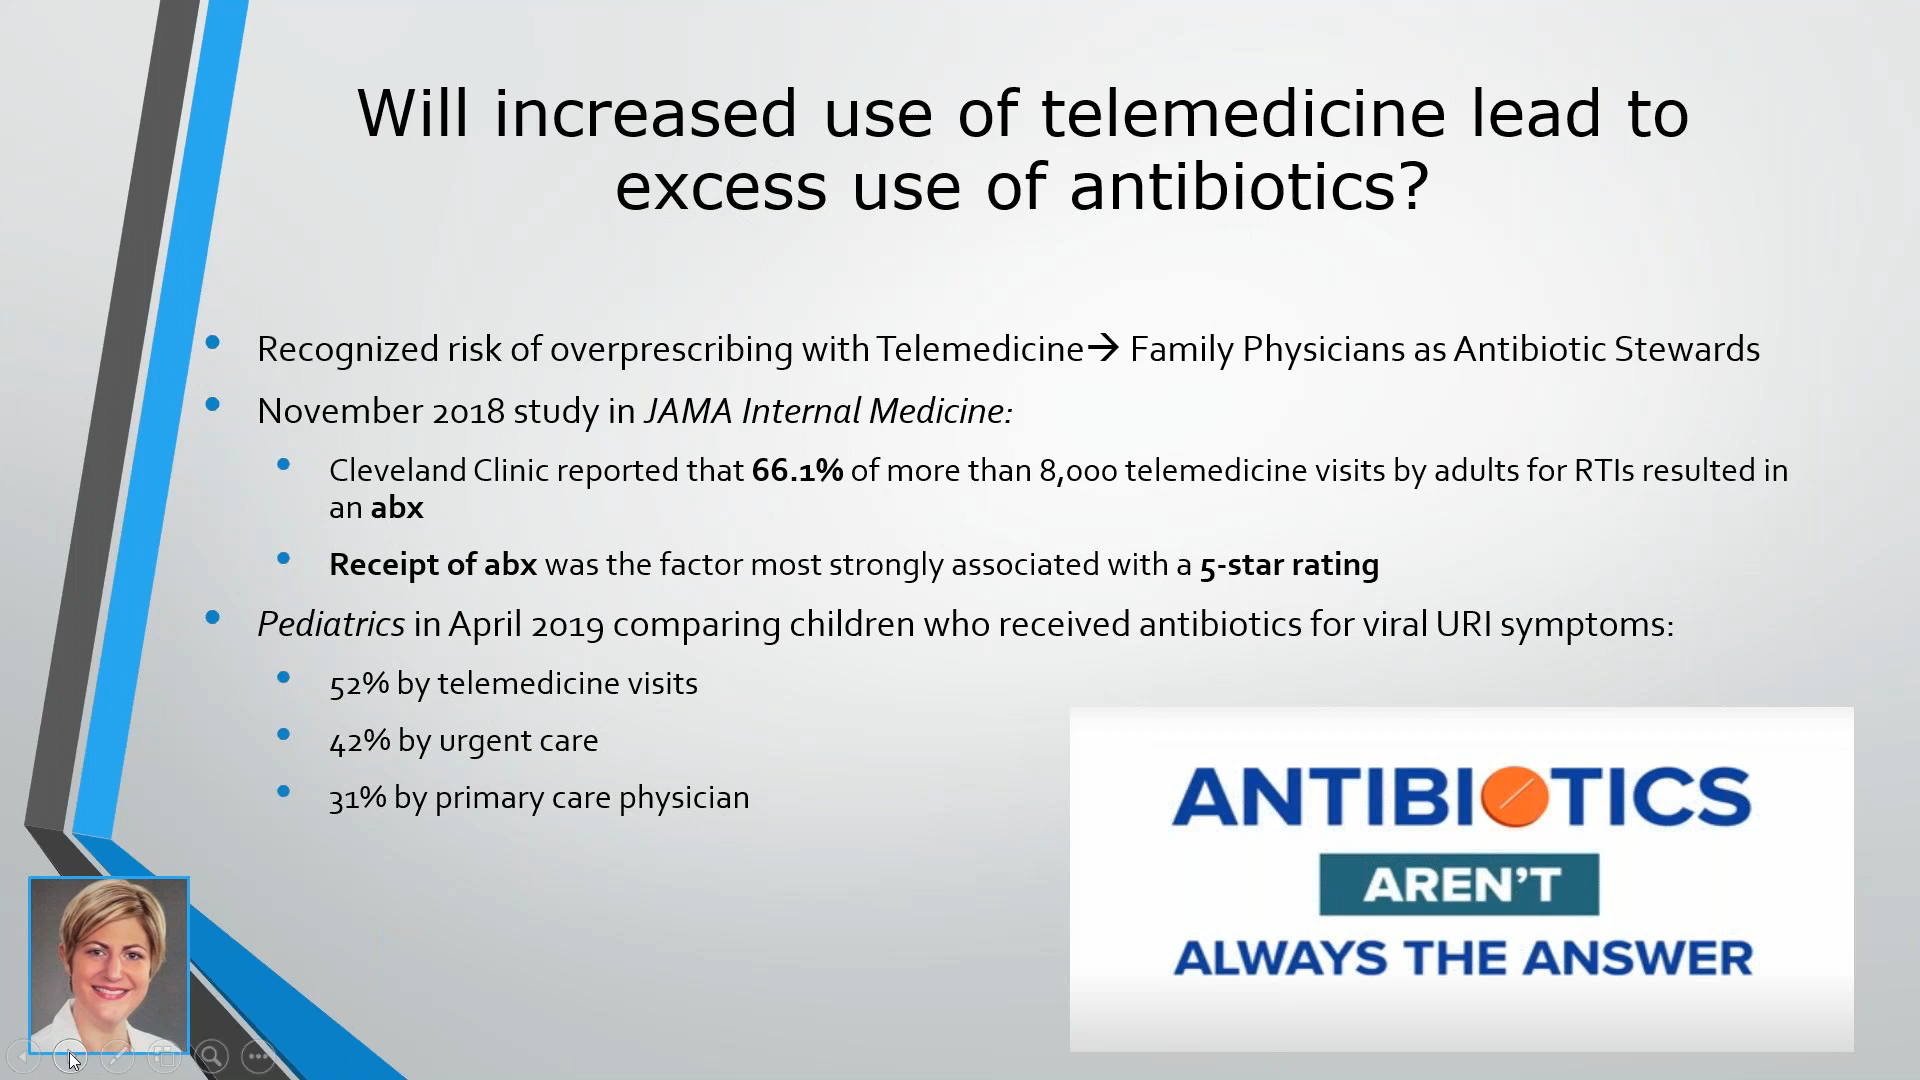 Will increased use of telemedicine lead to
excess use of antibiotics?
Recognized risk of overprescribing with Telemedicine→ Family Physicians as Antibiotic Stewards
November 2018 study in JAMA Internal Medicine:
Cleveland Clinic reported that 66.1% of more than 8,000 telemedicine visits by adults for RTIs resulted in
an abx
Receipt of abx was the factor most strongly associated with a 5-star rating
Pediatrics in April 2019 comparing children who received antibiotics for viral URI symptoms:
52% by telemedicine visits
42% by urgent care
31% by primary care physician
ANTIBIOTICS
AREN'T
ALWAYS THE ANSWER